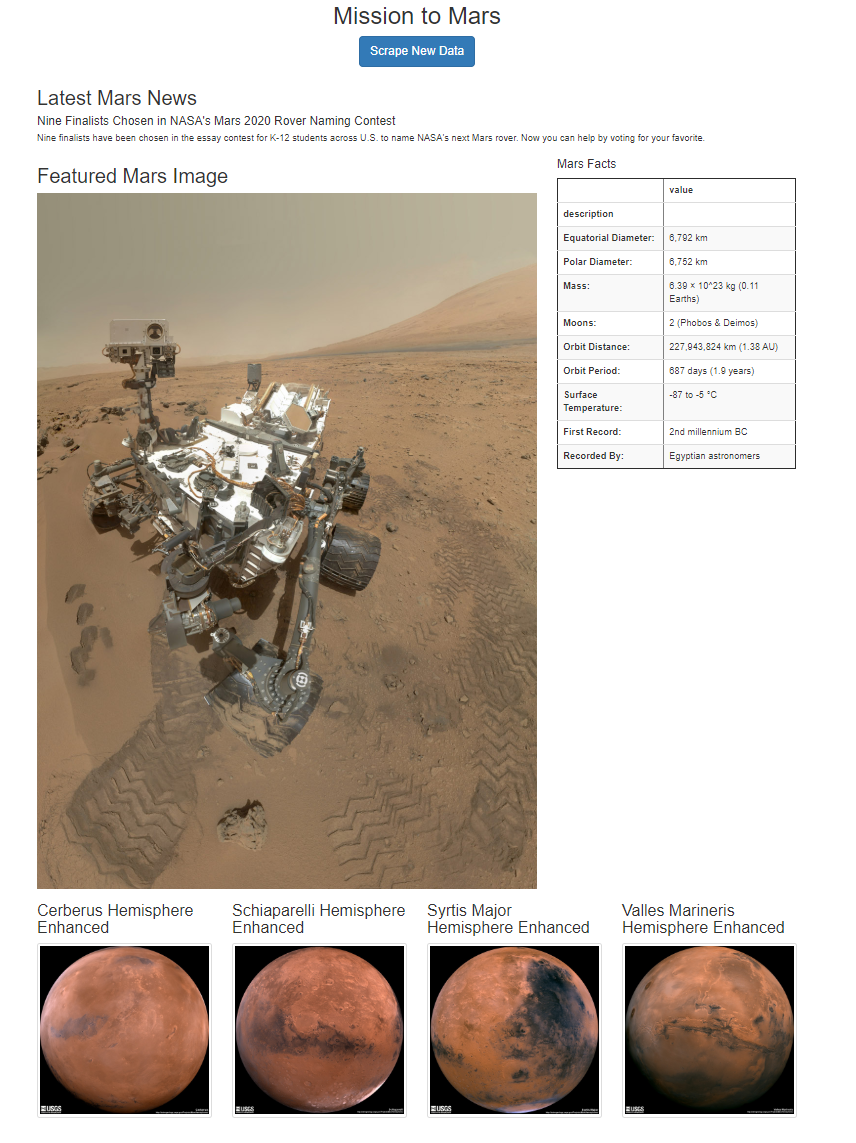 Mission to Mars
Scrape New Data
Latest Mars News
Nine Finalists Chosen in NASA's Mars 2020 Rover Naming Contest
Nine finalists have been chosen in the essay contest for K-12 students across U.S. to name NASA's next Mars rover. Now you can help by voting for your favorite.
Featured Mars Image
Mars Facts
value
description
Equatorial Diameter: 6,792 km
Polar Diameter: 6,752 km
Mass: 6.39 × 10^23 kg (0.11
Earths)
Moons: 2 (Phobos & Deimos)
Orbit Distance: 227,943,824 km (1.38 AU)
Orbit Period: 687 days (1.9 years)
Surface -87 to -5 °C
Temperature:
First Record: 2nd millennium BC
Recorded By: Egyptian astronomers
Cerberus Hemisphere
Enhanced
Schiaparelli Hemisphere
Enhanced
Syrtis Major
Hemisphere Enhanced
Valles Marineris
Hemisphere Enhanced
USGS
USGS
USGS
USGS